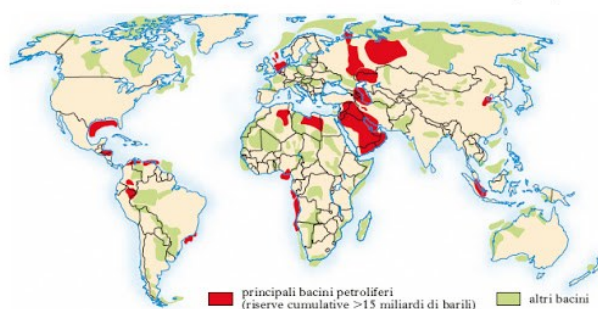 principali bacini petroliferi
(riserve cumulative >15 miliardi di barili)
altri bacini